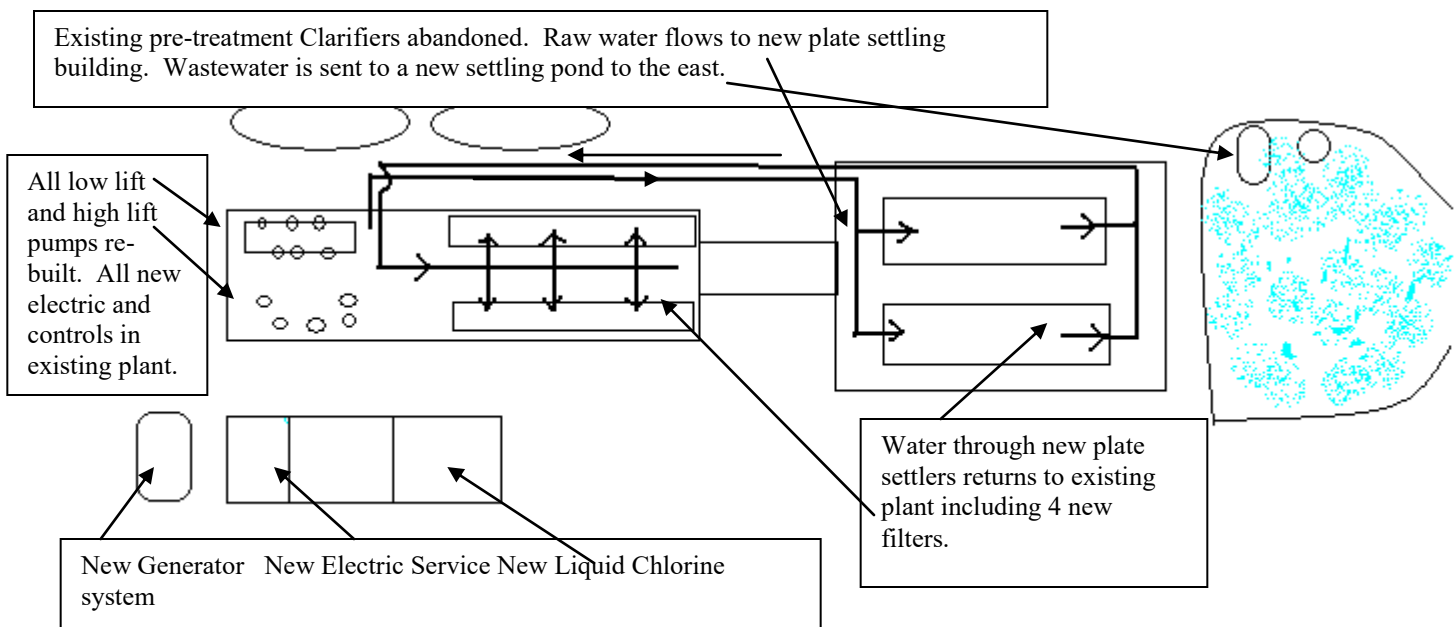 Existing pre-treatment Clarifiers abandoned.  Raw water flows to new plate settling
building.  Wastewater is sent to a new settling pond to the east.
All low lift
and high lift
pumps re-
built.  All new
electric and
controls in
existing plant.
Water through new plate
settlers returns to existing
plant including 4 new
filters.
New Generator   New Electric Service New Liquid Chlorine
system